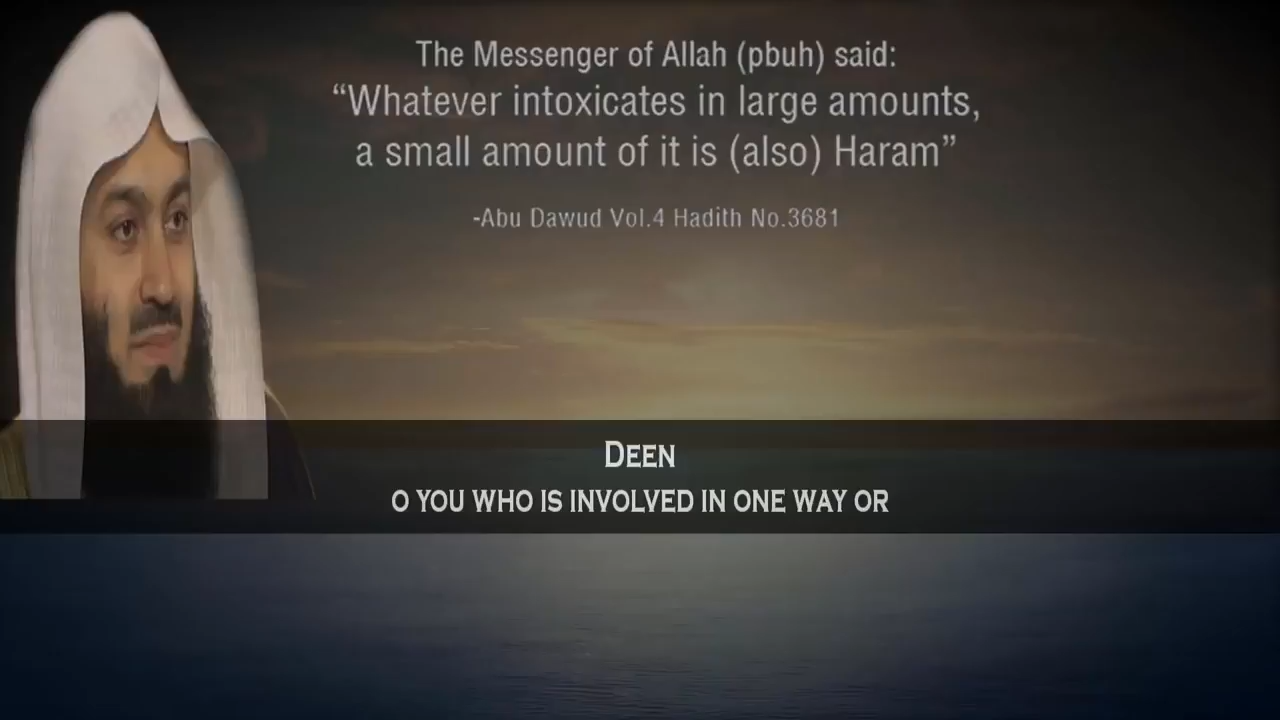 The Messenger of Allah (pbuh) said:
“Whatever intoxicates in large amounts,
a small amount of it is (also) Haram”
-Abu Dawud Vol.4 Hadith No.3681
DEEN
O YOU WHO IS INVOLVED IN ONE WAY OR